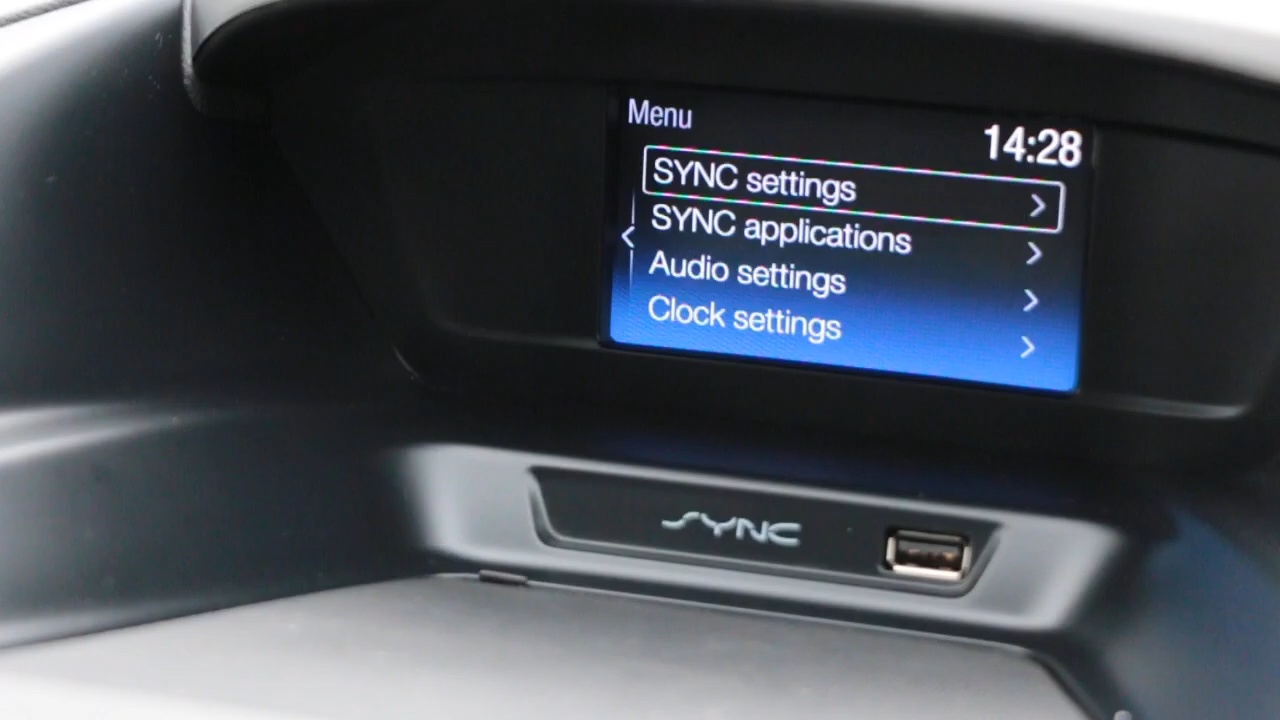 Menu
14:28
SYNC settings
SYNC applications
Audio settings
Clock settings
SYNC